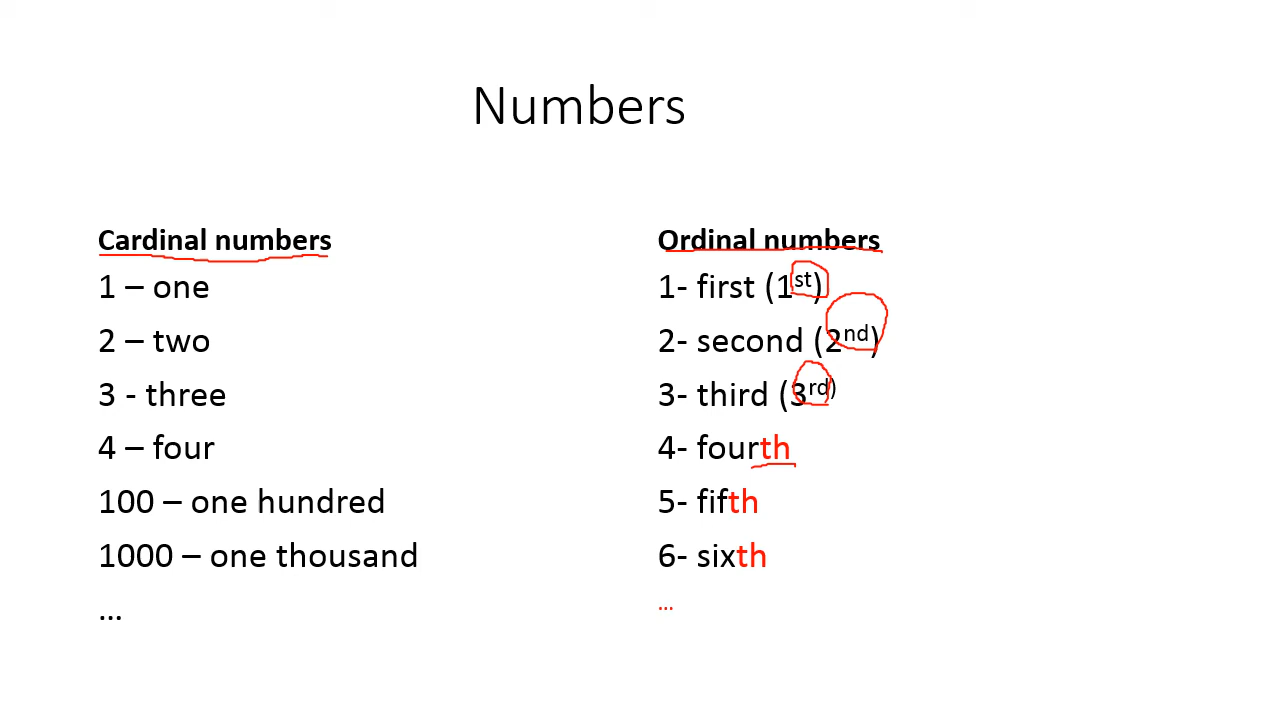 Numbers
Cardinal numbers
1 – one
2 – two
3 - three
4 – four
100 – one hundred
1000 – one thousand
...
Ordinal numbers
1- first (1st)
2- second (2nd)
3- third (3rd)
4- fourth
5- fifth
6- sixth
...